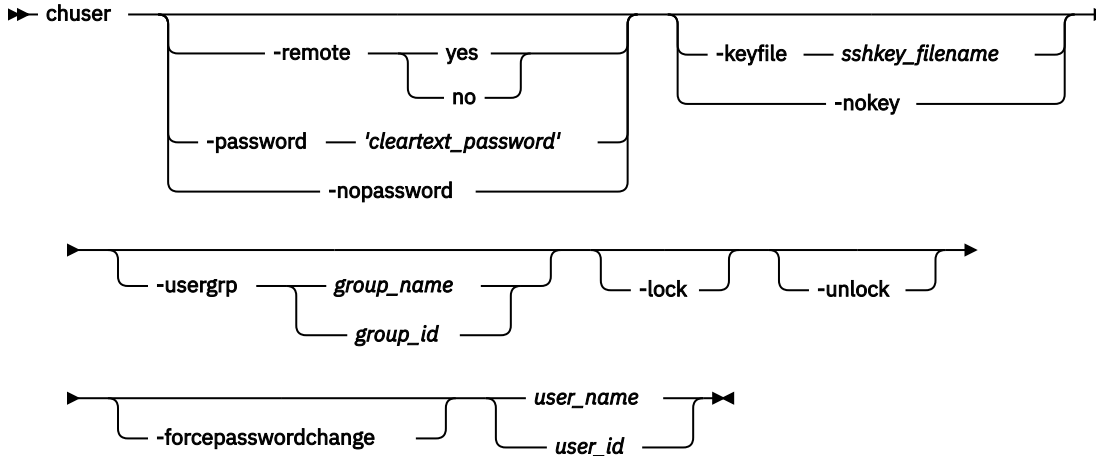 chuser
-remote yes
no
-password 'cleartext_password'
-nopassword
-keyfile sshkey_filename
-nokey
-usergrp group_name
group_id
-lock
-unlock
-forcepasswordchange
user_name
user_id